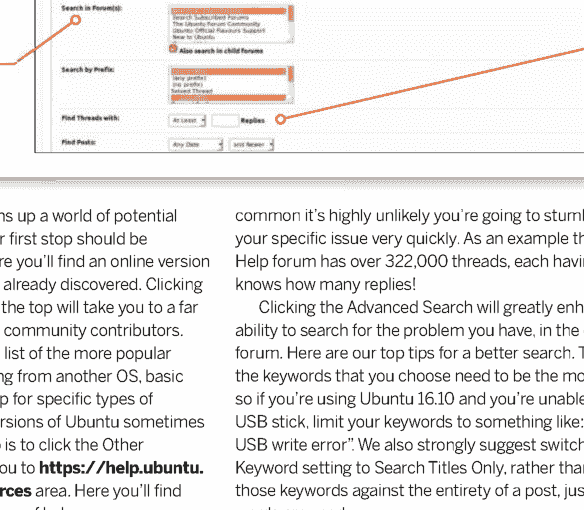 Search in Forum(s):
Search Subscribed Forums
The Ubuntu Forum Community
Ubuntu Official Flavours Support
New to Ubuntu
Also search in child forums
Search by Prefix:
(any prefix)
(no prefix)
Solved Thread
Find Threads with:
At Least
Replies
Find Posts:
Any Date
and Newer
ns up a world of potential
r first stop should be
re you'll find an online version
already discovered. Clicking
the top will take you to a far
community contributors.
list of the more popular
ng from another OS, basic
p for specific types of
rsions of Ubuntu sometimes
is to click the Other
ou to https://help.ubuntu.
rces area. Here you'll find
common it's highly unlikely you're going to stum
your specific issue very quickly. As an example th
Help forum has over 322,000 threads, each havi
knows how many replies!
Clicking the Advanced Search will greatly enh
ability to search for the problem you have, in the
forum. Here are our top tips for a better search. T
the keywords that you choose need to be the mo
so if you're using Ubuntu 16.10 and you're unable
USB stick, limit your keywords to something like:
USB write error”. We also strongly suggest switch
Keyword setting to Search Titles Only, rather than
those keywords against the entirety of a post, jus